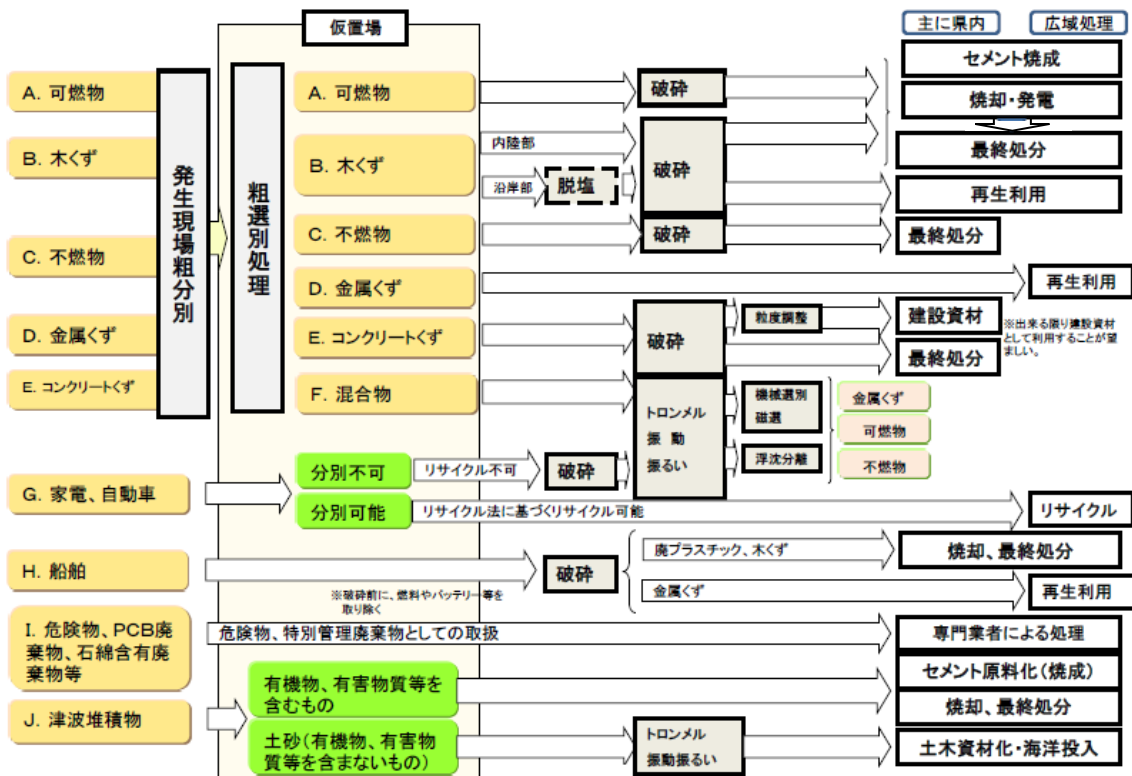 主に県内
広域処理
仮置場
セメント焼成
焼却・発電
最終処分
再生利用
最終処分
再生利用
A. 可燃物
B. 木くず
C. 不燃物
D. 金属くず
E. コンクリートくず
発生現場粗分別
粗選別処理
A. 可燃物
B. 木くず
C. 不燃物
D. 金属くず
E. コンクリートくず
F. 混合物
破砕
内陸部
沿岸部
脱塩
破砕
破砕
破砕
粒度調整
建設資材
※出来る限り建設資材
として利用することが望
ましい。
最終処分
トロンメル
振 動
振るい
機械選別
磁選
浮沈分離
金属くず
可燃物
不燃物
G. 家電、自動車
分別不可
リサイクル不可
破砕
分別可能
リサイクル法に基づくリサイクル可能
リサイクル
H. 船舶
※破砕前に、燃料やバッテリー等を
取り除く
破砕
廃プラスチック、木くず
焼却、最終処分
金属くず
再生利用
I. 危険物、PCB廃
棄物、石綿含有廃
棄物等
危険物、特別管理廃棄物としての取扱
専門業者による処理
J. 津波堆積物
有機物、有害物質等を
含むもの
セメント原料化(焼成)
焼却、最終処分
土砂(有機物、有害物
質等を含まないもの)
トロンメル
振動振るい
土木資材化・海洋投入